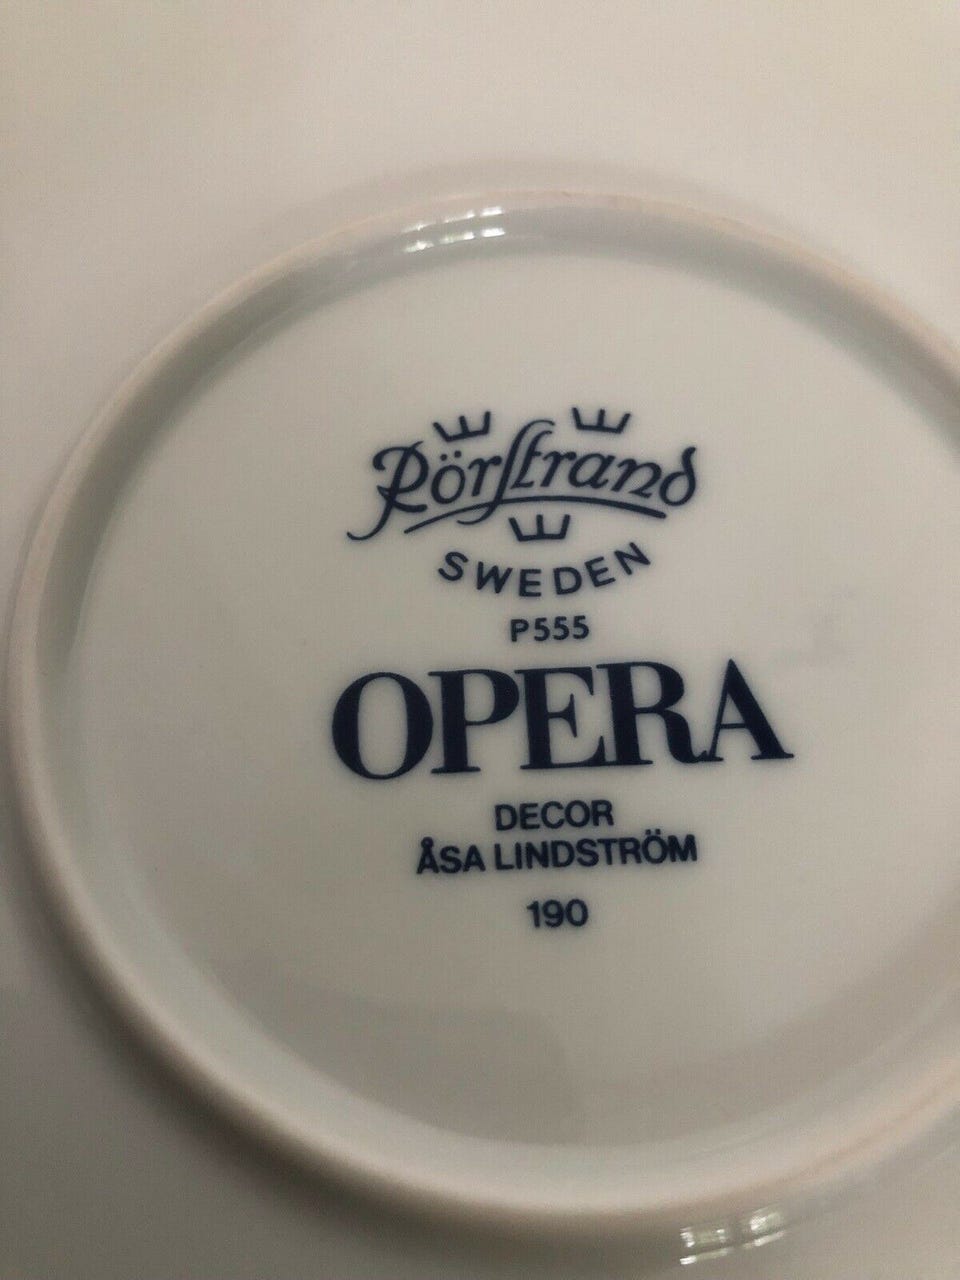 Rörstrand
SWEDEN
P555
OPERA
DECOR
ÅSA LINDSTRÖM
190